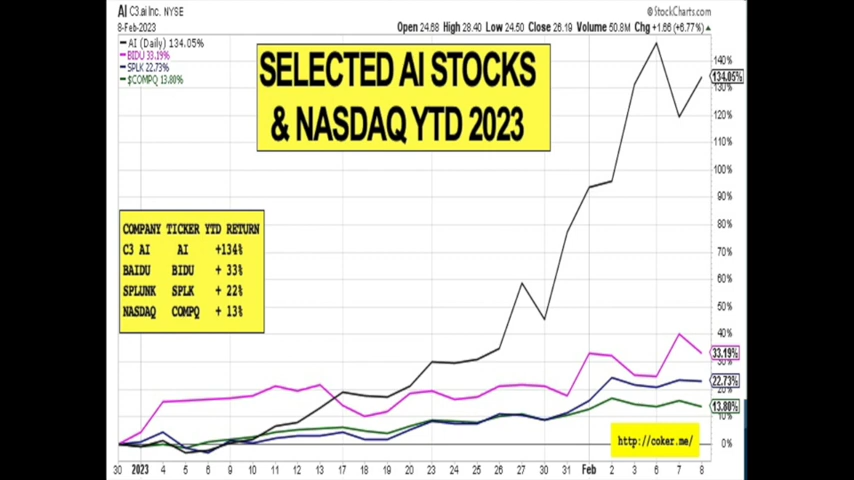 AI C3.ai Inc. NYSE
© StockCharts.com
8-Feb-2023
Open 24.68 High 28.40 Low 24.50 Close 26.19 Volume 50.8M Chg +1.66 (+6.77%)
AI (Daily) 134.05%
BIDU 33.19%
SPLK 22.73%
$COMPQ 13.80%
SELECTED AI STOCKS
& NASDAQ YTD 2023
COMPANY TICKER YTD RETURN
C3 AI AI +134%
BAIDU BIDU + 33%
SPLUNK SPLK + 22%
NASDAQ COMPQ + 13%
140%
134.05%
130%
120%
110%
100%
90%
80%
70%
60%
50%
40%
33.19%
22.73%
13.80%
10%
0%
http://coker.me/
30 2023 4 5 6 9 10 11 12 13 17 18 19 20 23 24 25 26 27 30 31 Feb 2 3 6 7 8